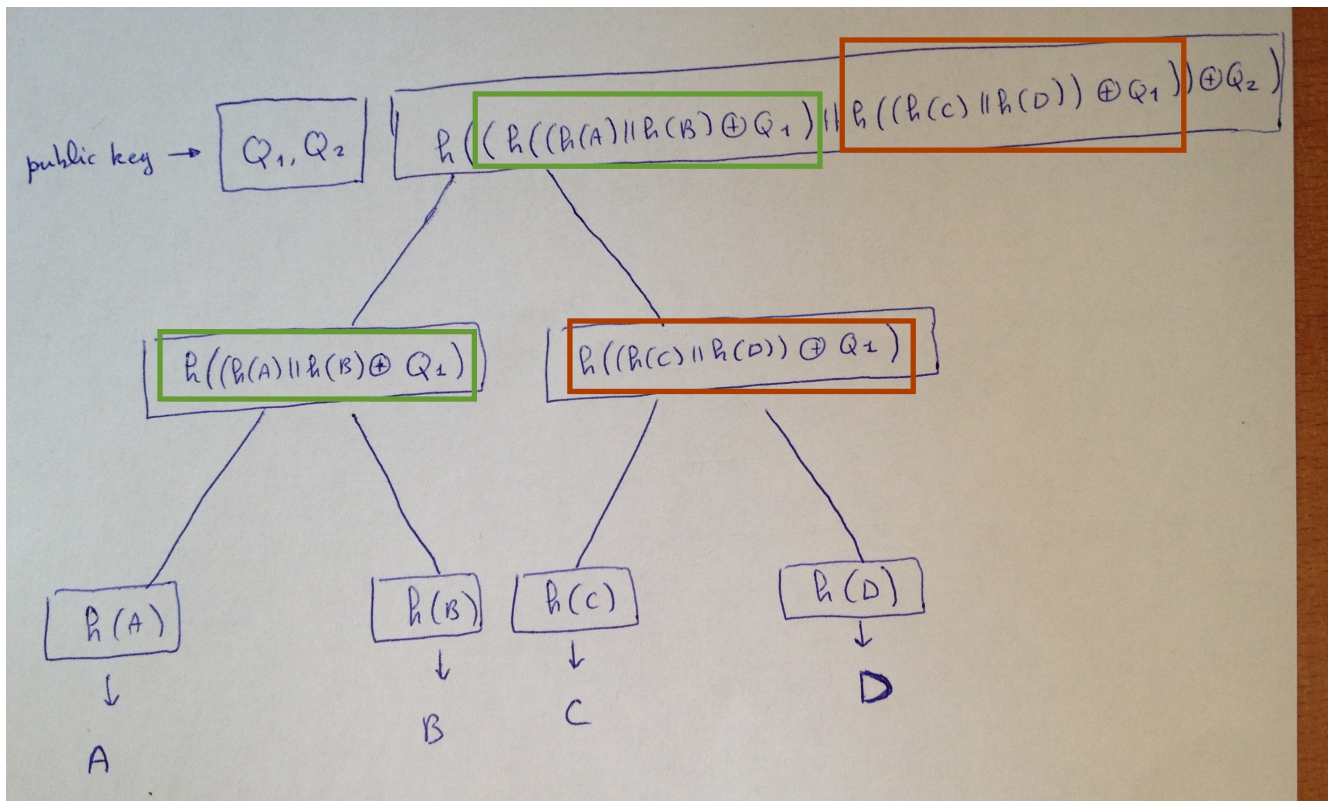 public key → Q₁, Q₂ h((h((h(A)||h(B)⊕Q₁)||h((h(C)||h(D))⊕Q₁))⊕Q₂)
h((h(A)||h(B)⊕ Q₁) h((h(C)||h(D)) ⊕ Q₁)
h(A) h(B) h(C) h(D)
↓ ↓ ↓ ↓
A B C D